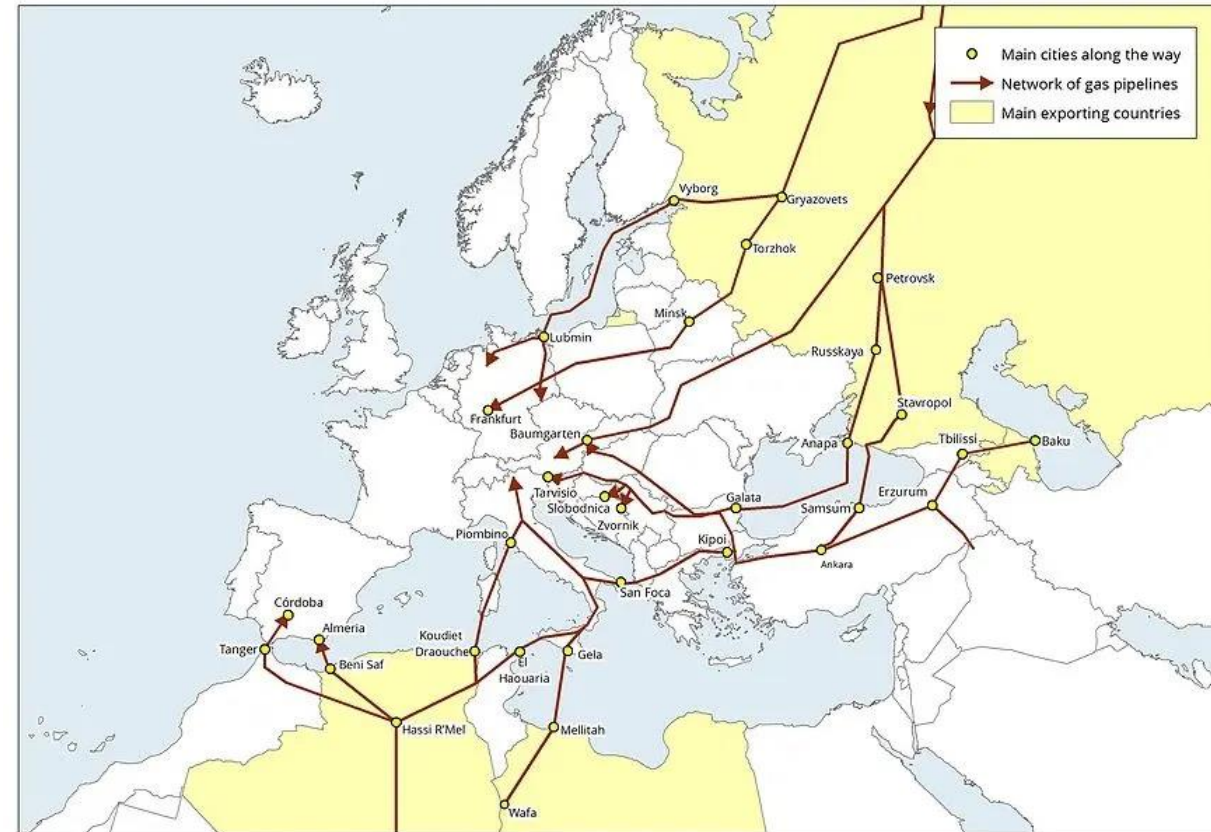 Main cities along the way
Network of gas pipelines
Main exporting countries
Vyborg
Gryazovets
Torzhok
Petrovsk
Minsk
Lubmin
Russkaya
Stavropol
Frankfurt
Baumgarten
Anapa
Tbilissi
Baku
Tarvisio
Slobodnica
Zvornik
Galata
Samsum
Erzurum
Piombino
Kipoi
Ankara
San Foca
Córdoba
Almeria
Tanger
Beni Saf
Koudiet
Draouche
El
Haouaria
Gela
Hassi R'Mel
Mellitah
Wafa